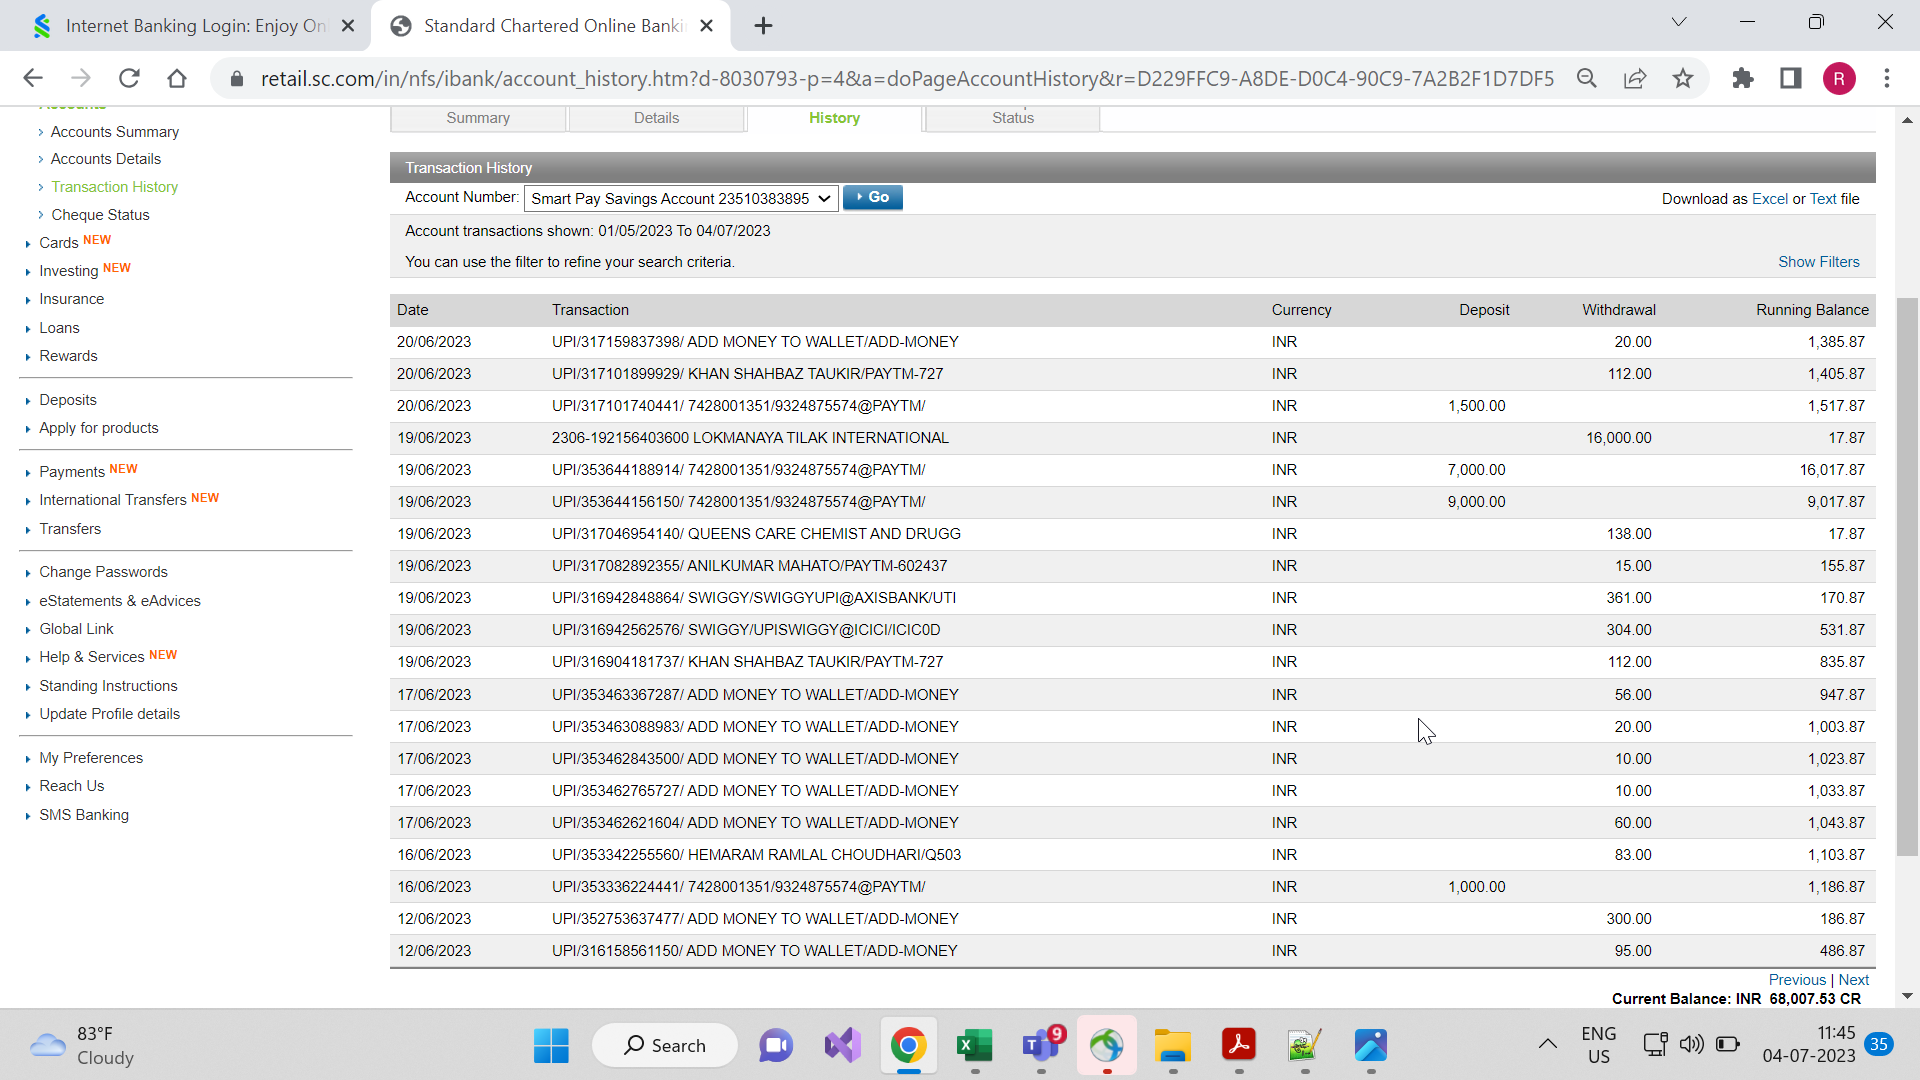 Internet Banking Login: Enjoy On
Standard Chartered Online Banki
retail.sc.com/in/nfs/ibank/account_history.htm?d-8030793-p=4&a=doPageAccountHistory&r=D229FFC9-A8DE-D0C4-90C9-7A2B2F1D7DF5
R
Accounts
Accounts Summary
Accounts Details
Transaction History
Cheque Status
Cards NEW
Investing NEW
Insurance
Loans
Rewards
Deposits
Apply for products
Payments NEW
International Transfers NEW
Transfers
Change Passwords
eStatements & eAdvices
Global Link
Help & Services NEW
Standing Instructions
Update Profile details
My Preferences
Reach Us
SMS Banking
Summary Details History Status
Transaction History
Account Number: Smart Pay Savings Account 23510383895 Go Download as Excel or Text file
Account transactions shown: 01/05/2023 To 04/07/2023
You can use the filter to refine your search criteria. Show Filters
Date Transaction Currency Deposit Withdrawal Running Balance
20/06/2023 UPI/317159837398/ ADD MONEY TO WALLET/ADD-MONEY INR 20.00 1,385.87
20/06/2023 UPI/317101899929/ KHAN SHAHBAZ TAUKIR/PAYTM-727 INR 112.00 1,405.87
20/06/2023 UPI/317101740441/ 7428001351/9324875574@PAYTM/ INR 1,500.00 1,517.87
19/06/2023 2306-192156403600 LOKMANAYA TILAK INTERNATIONAL INR 16,000.00 17.87
19/06/2023 UPI/353644188914/ 7428001351/9324875574@PAYTM/ INR 7,000.00 16,017.87
19/06/2023 UPI/353644156150/ 7428001351/9324875574@PAYTM/ INR 9,000.00 9,017.87
19/06/2023 UPI/317046954140/ QUEENS CARE CHEMIST AND DRUGG INR 138.00 17.87
19/06/2023 UPI/317082892355/ ANILKUMAR MAHATO/PAYTM-602437 INR 15.00 155.87
19/06/2023 UPI/316942848864/ SWIGGY/SWIGGYUPI@AXISBANK/UTI INR 361.00 170.87
19/06/2023 UPI/316942562576/ SWIGGY/UPISWIGGY@ICICI/ICIC0D INR 304.00 531.87
19/06/2023 UPI/316904181737/ KHAN SHAHBAZ TAUKIR/PAYTM-727 INR 112.00 835.87
17/06/2023 UPI/353463367287/ ADD MONEY TO WALLET/ADD-MONEY INR 56.00 947.87
17/06/2023 UPI/353463088983/ ADD MONEY TO WALLET/ADD-MONEY INR 20.00 1,003.87
17/06/2023 UPI/353462843500/ ADD MONEY TO WALLET/ADD-MONEY INR 10.00 1,023.87
17/06/2023 UPI/353462765727/ ADD MONEY TO WALLET/ADD-MONEY INR 10.00 1,033.87
17/06/2023 UPI/353462621604/ ADD MONEY TO WALLET/ADD-MONEY INR 60.00 1,043.87
16/06/2023 UPI/353342255560/ HEMARAM RAMLAL CHOUDHARI/Q503 INR 83.00 1,103.87
16/06/2023 UPI/353336224441/ 7428001351/9324875574@PAYTM/ INR 1,000.00 1,186.87
12/06/2023 UPI/352753637477/ ADD MONEY TO WALLET/ADD-MONEY INR 300.00 186.87
12/06/2023 UPI/316158561150/ ADD MONEY TO WALLET/ADD-MONEY INR 95.00 486.87
Previous | Next
Current Balance: INR 68,007.53 CR
83°F
Cloudy
Search
9
ENG
US
11:45
04-07-2023
35